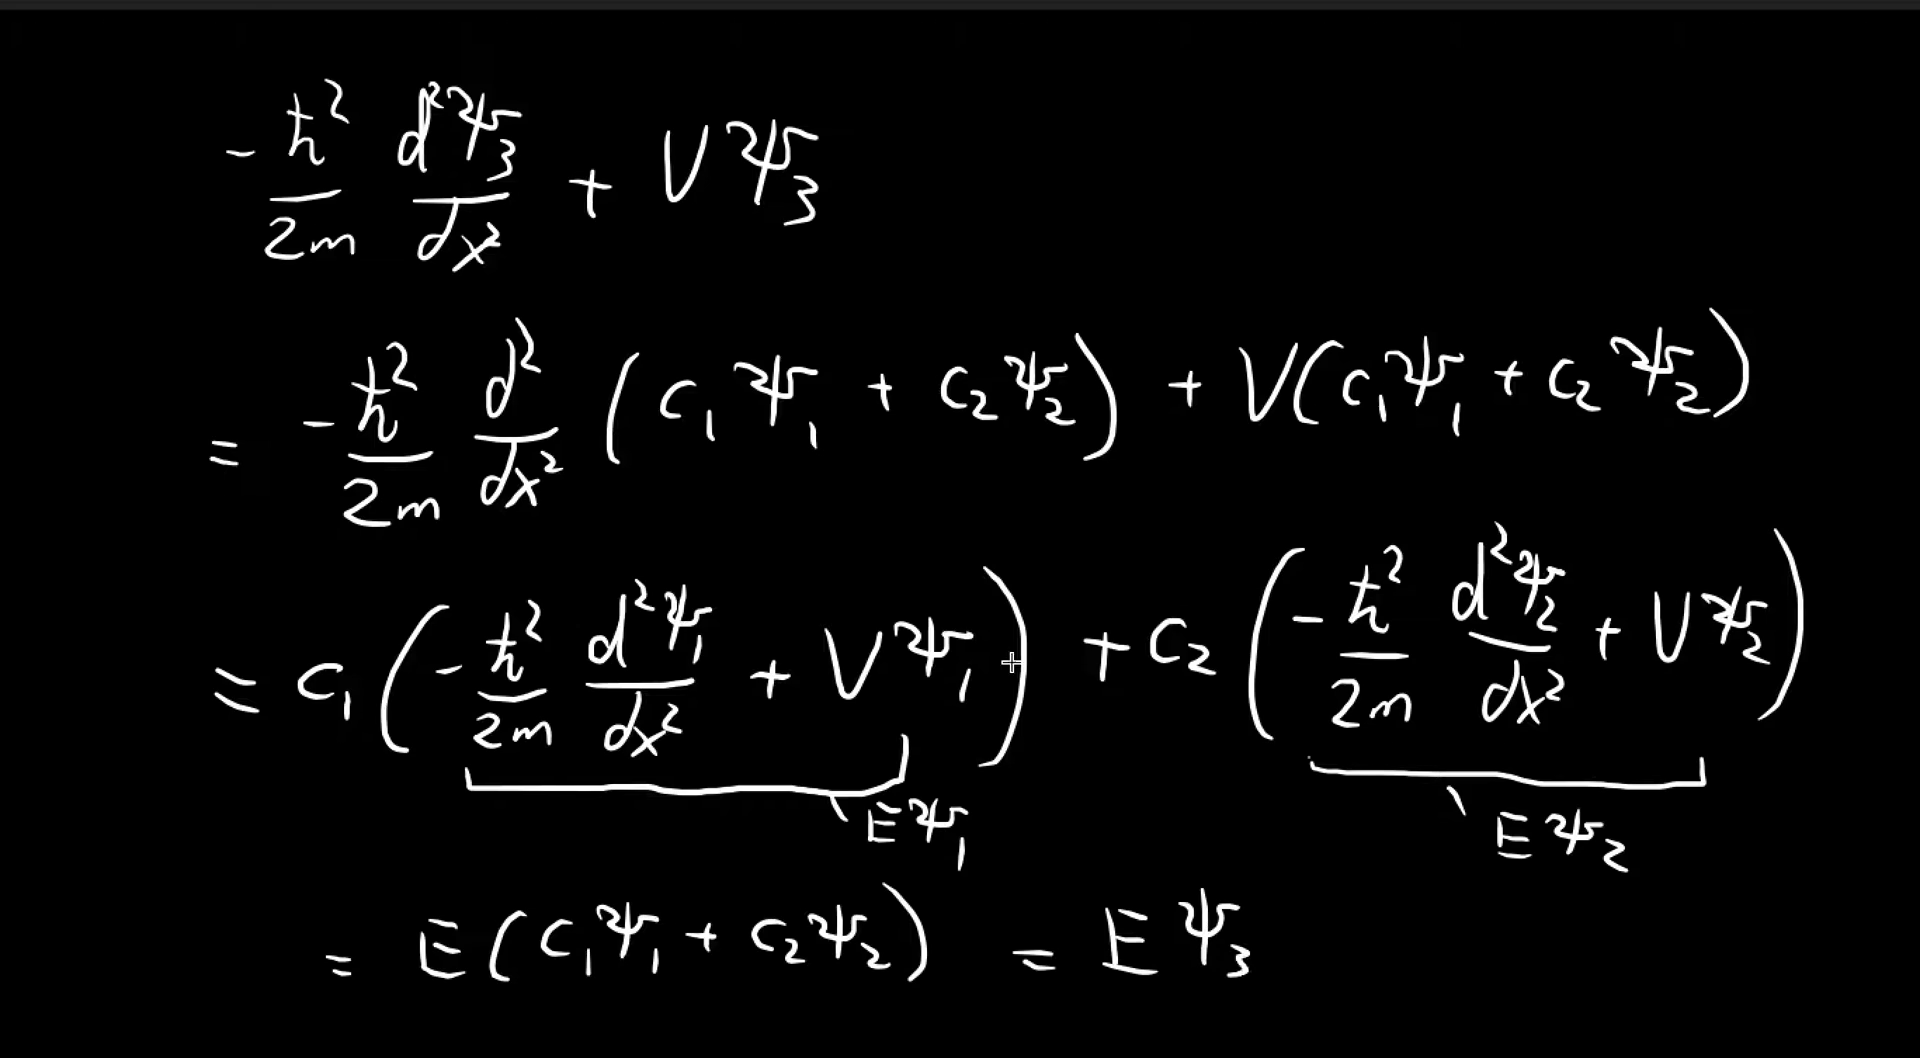 -ħ²/2m d²ψ₃/dx² + Vψ₃
= -ħ²/2m d²/dx² (c₁ψ₁ + c₂ψ₂) + V(c₁ψ₁ + c₂ψ₂)
= c₁(-ħ²/2m d²ψ₁/dx² + Vψ₁) + c₂(-ħ²/2m d²ψ₂/dx² + Vψ₂)
Eψ₁ Eψ₂
= E(c₁ψ₁ + c₂ψ₂) = Eψ₃